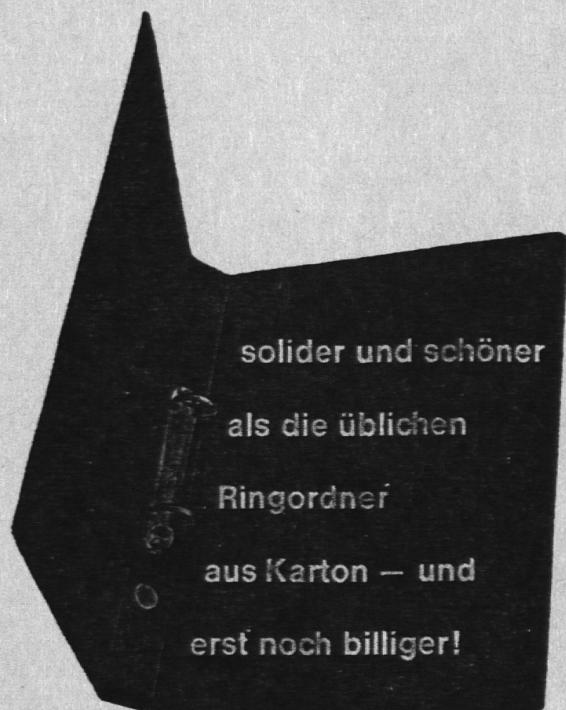 solider und schöner
als die üblichen
Ringordner
aus Karton – und
erst noch billiger!